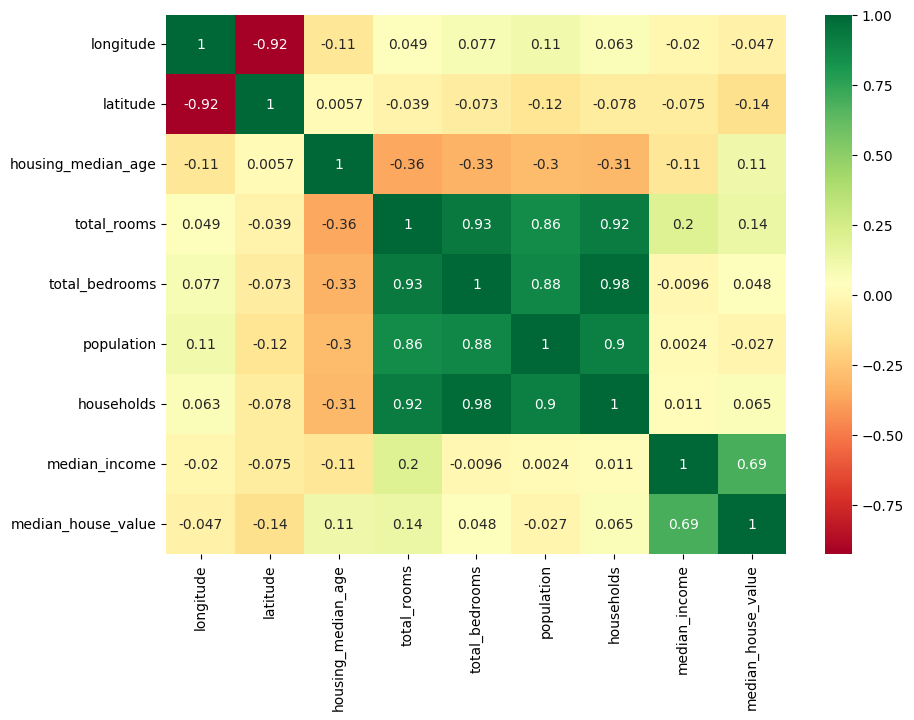 longitude 1 -0.92 -0.11 0.049 0.077 0.11 0.063 -0.02 -0.047
latitude -0.92 1 0.0057 -0.039 -0.073 -0.12 -0.078 -0.075 -0.14
housing_median_age -0.11 0.0057 1 -0.36 -0.33 -0.3 -0.31 -0.11 0.11
total_rooms 0.049 -0.039 -0.36 1 0.93 0.86 0.92 0.2 0.14
total_bedrooms 0.077 -0.073 -0.33 0.93 1 0.88 0.98 -0.0096 0.048
population 0.11 -0.12 -0.3 0.86 0.88 1 0.9 0.0024 -0.027
households 0.063 -0.078 -0.31 0.92 0.98 0.9 1 0.011 0.065
median_income -0.02 -0.075 -0.11 0.2 -0.0096 0.0024 0.011 1 0.69
median_house_value -0.047 -0.14 0.11 0.14 0.048 -0.027 0.065 0.69 1
longitude
latitude
housing_median_age
total_rooms
total_bedrooms
population
households
median_income
median_house_value
1.00
0.75
0.50
0.25
0.00
−0.25
−0.50
−0.75